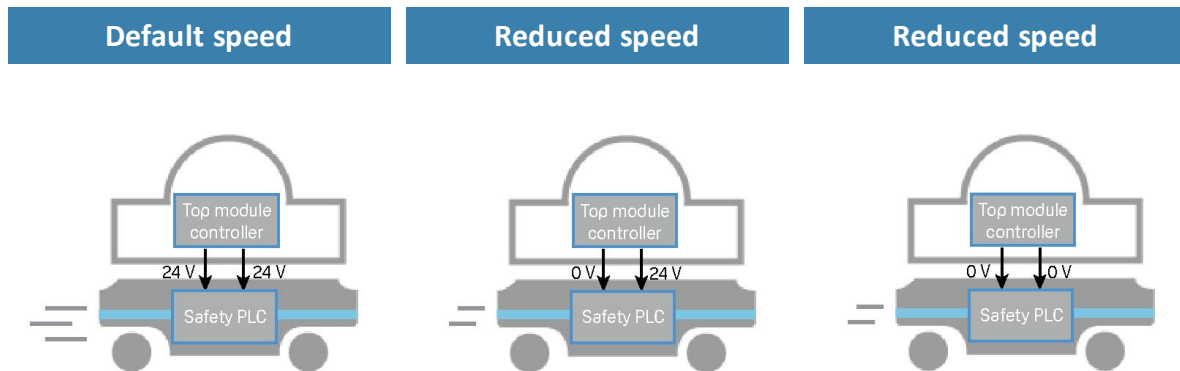 Default speed
Reduced speed
Reduced speed
Top module
controller
24 V
24 V
Safety PLC
Top module
controller
0 V
24 V
Safety PLC
Top module
controller
0 V
0 V
Safety PLC